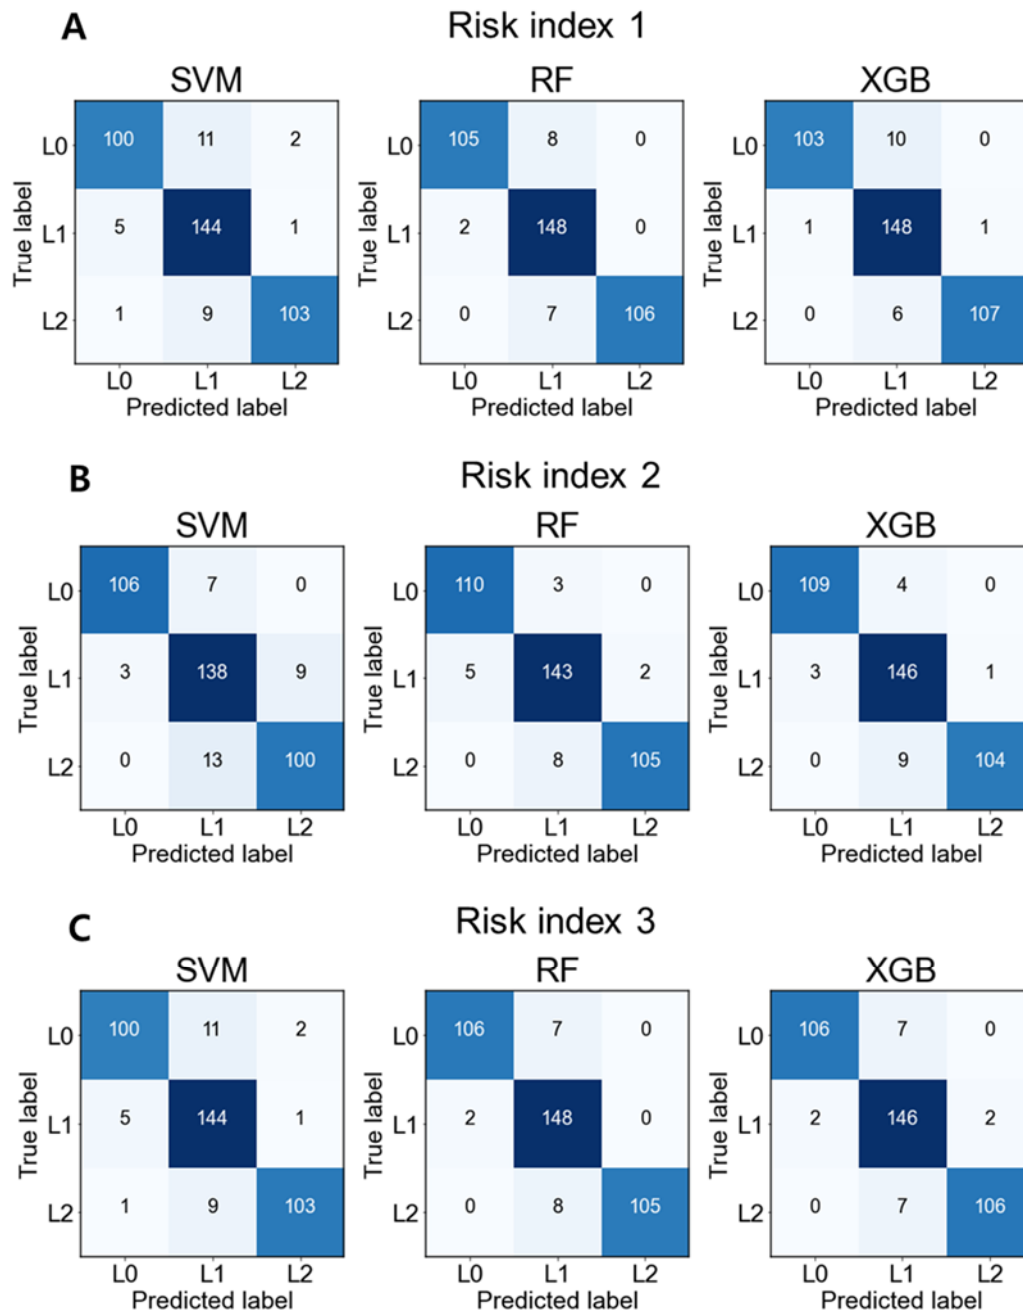 A
Risk index 1
SVM
RF
XGB
True label
L0
100 11 2
L1
5 144 1
L2
1 9 103
L0 L1 L2
Predicted label
True label
L0
105 8 0
L1
2 148 0
L2
0 7 106
L0 L1 L2
Predicted label
True label
L0
103 10 0
L1
1 148 1
L2
0 6 107
L0 L1 L2
Predicted label
B
Risk index 2
SVM
RF
XGB
True label
L0
106 7 0
L1
3 138 9
L2
0 13 100
L0 L1 L2
Predicted label
True label
L0
110 3 0
L1
5 143 2
L2
0 8 105
L0 L1 L2
Predicted label
True label
L0
109 4 0
L1
3 146 1
L2
0 9 104
L0 L1 L2
Predicted label
C
Risk index 3
SVM
RF
XGB
True label
L0
100 11 2
L1
5 144 1
L2
1 9 103
L0 L1 L2
Predicted label
True label
L0
106 7 0
L1
2 148 0
L2
0 8 105
L0 L1 L2
Predicted label
True label
L0
106 7 0
L1
2 146 2
L2
0 7 106
L0 L1 L2
Predicted label